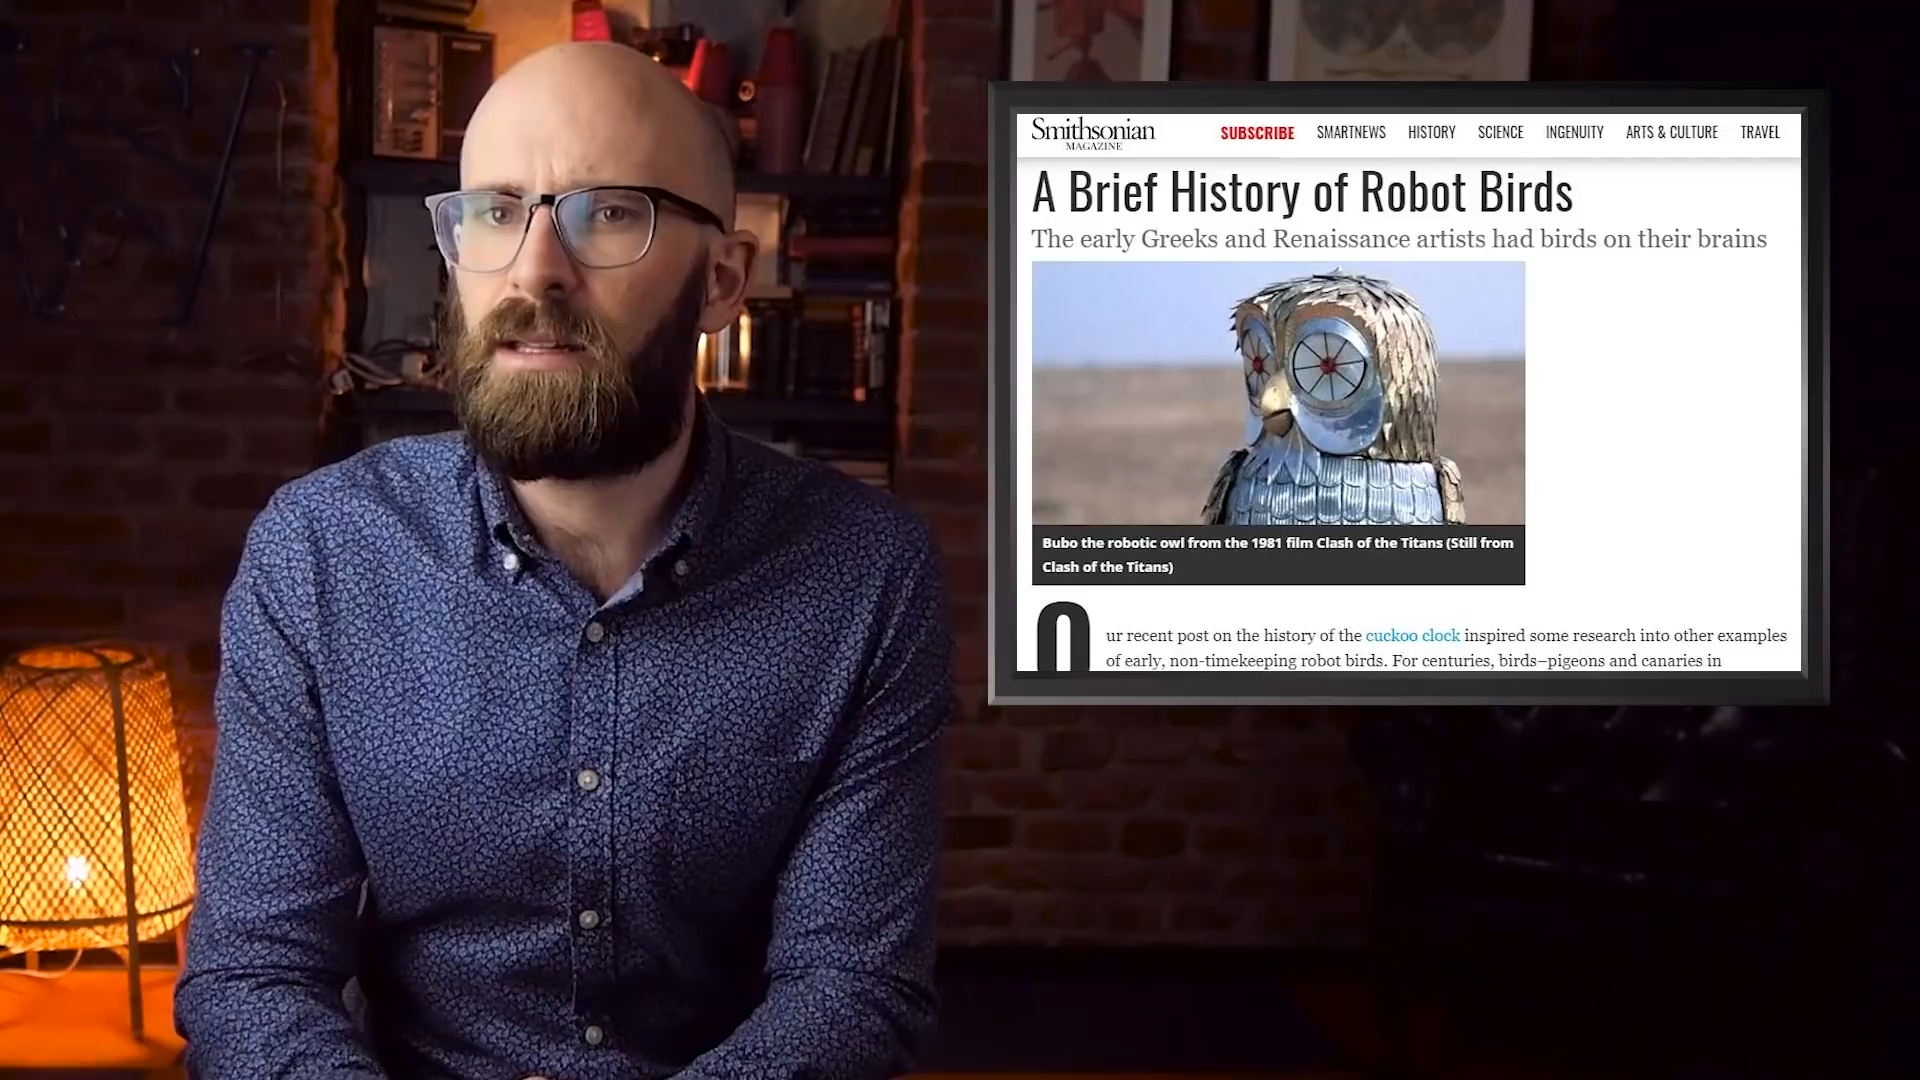 Smithsonian
MAGAZINE
SUBSCRIBE SMARTNEWS HISTORY SCIENCE INGENUITY ARTS & CULTURE TRAVEL
A Brief History of Robot Birds
The early Greeks and Renaissance artists had birds on their brains
Bubo the robotic owl from the 1981 film Clash of the Titans (Still from
Clash of the Titans)
Our recent post on the history of the cuckoo clock inspired some research into other examples
of early, non-timekeeping robot birds. For centuries, birds–pigeons and canaries in